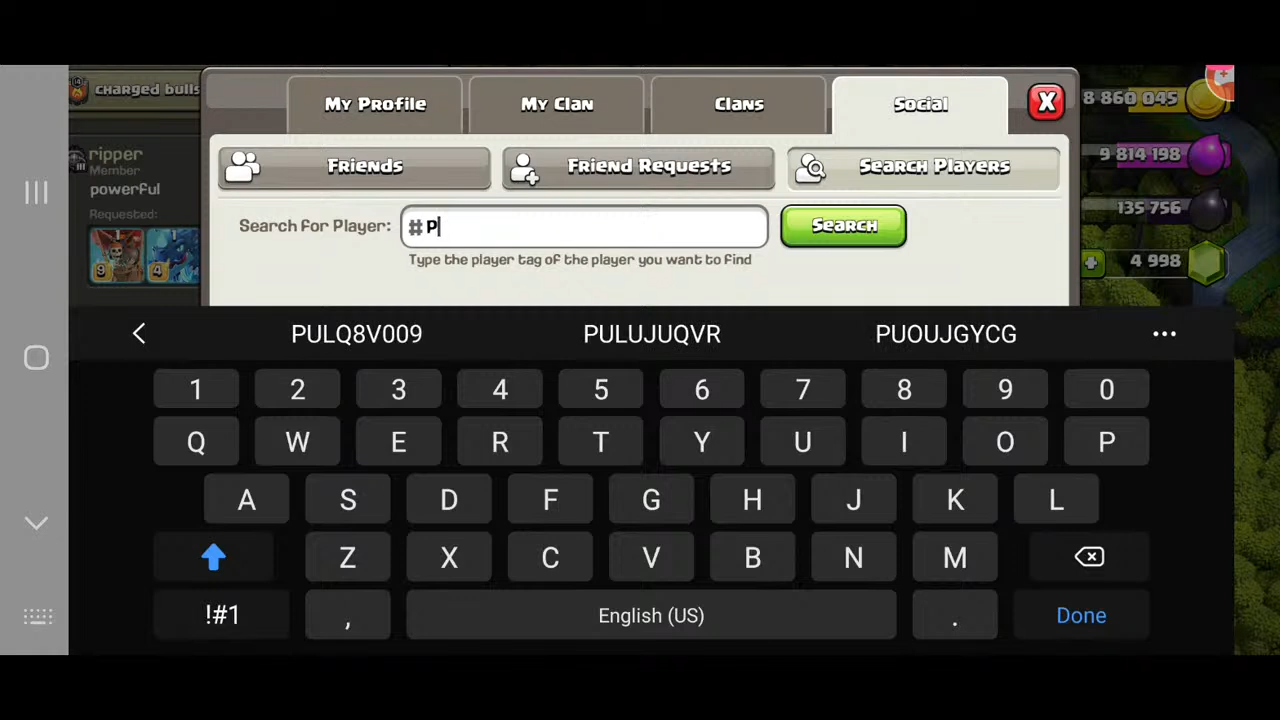 charged bulls
My Profile
My Clan
Clans
Social
X
8 860 045
ripper
Member
powerful
Requested:
9
4
Friends
Friend Requests
Search Players
9 814 198
Search for Player:
# P
Search
135 756
Type the player tag of the player you want to find
4 998
PULQ8V009
PULUJUQVR
PUOUJGYCG
1 2 3 4 5 6 7 8 9 0
Q W E R T Y U I O P
A S D F G H J K L
Z X C V B N M
!#1 , English (US) . Done